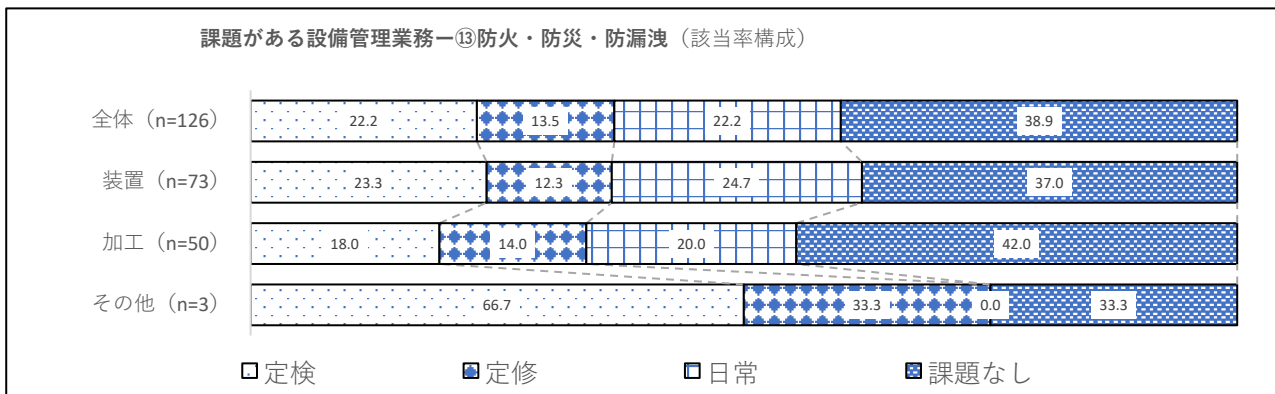 課題がある設備管理業務ー⑬防火・防災・防漏洩（該当率構成）
全体（n=126） 22.2 13.5 22.2 38.9
装置（n=73） 23.3 12.3 24.7 37.0
加工（n=50） 18.0 14.0 20.0 42.0
その他（n=3） 66.7 33.3 0.0 33.3
定検 定修 日常 課題なし